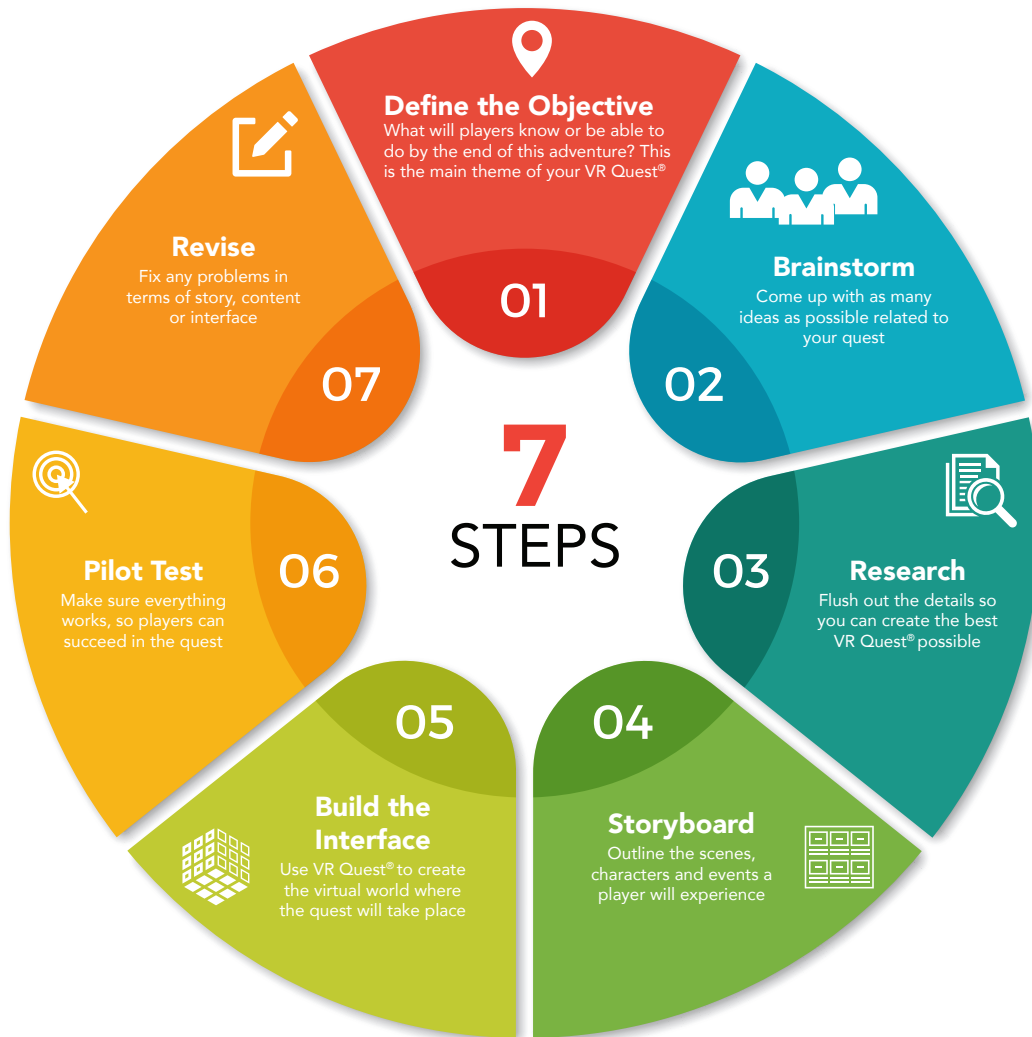 Define the Objective
What will players know or be able to
do by the end of this adventure? This
is the main theme of your VR Quest®
01
Brainstorm
Come up with as many
ideas as possible related to
your quest
02
Research
Flush out the details so
you can create the best
VR Quest® possible
03
Storyboard
Outline the scenes,
characters and events a
player will experience
04
Build the
Interface
Use VR Quest® to create
the virtual world where
the quest will take place
05
Pilot Test
Make sure everything
works, so players can
succeed in the quest
06
Revise
Fix any problems in
terms of story, content
or interface
07
7
STEPS